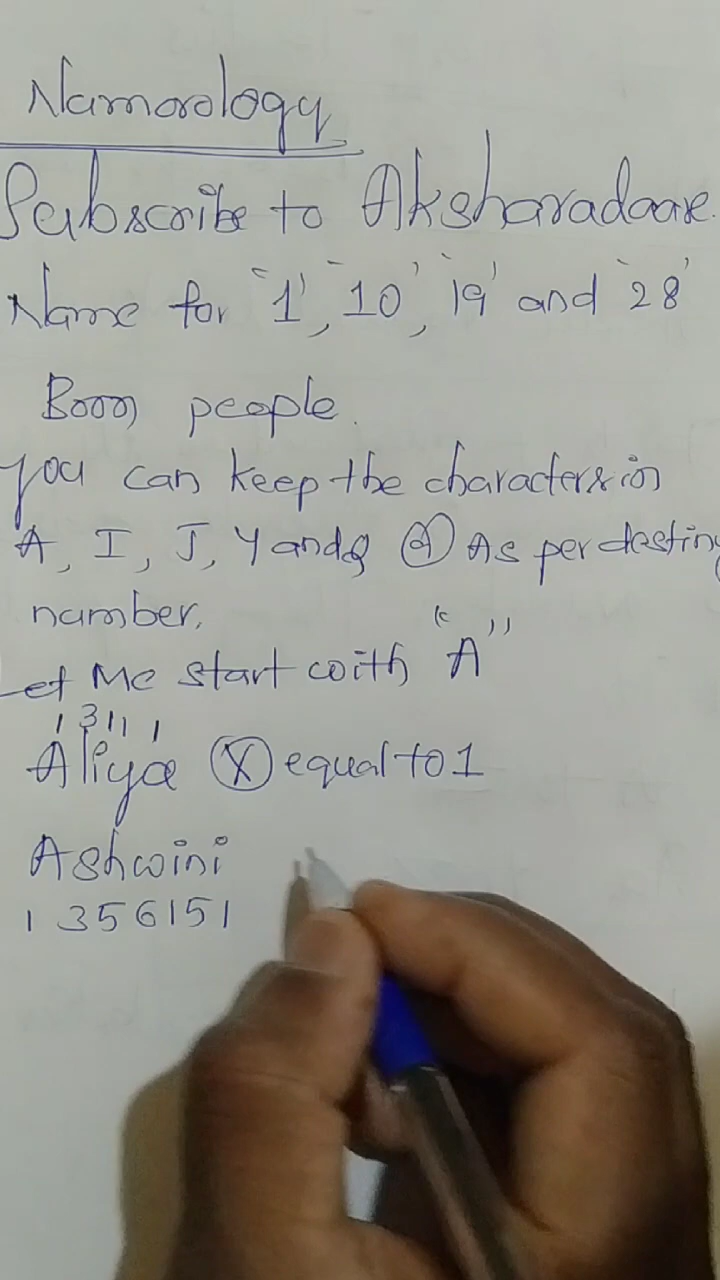 Namorology
Subscribe to Aksharadaare.
Name for '1', '10', '19' and '28'
Born people.
you can keep the characters in
A, I, J, Y and Q As per destiny
number.
Let Me start with "A"
1 3 1 1 1
Aliya X equal to 1
Ashwini
1 3 5 6 1 5 1